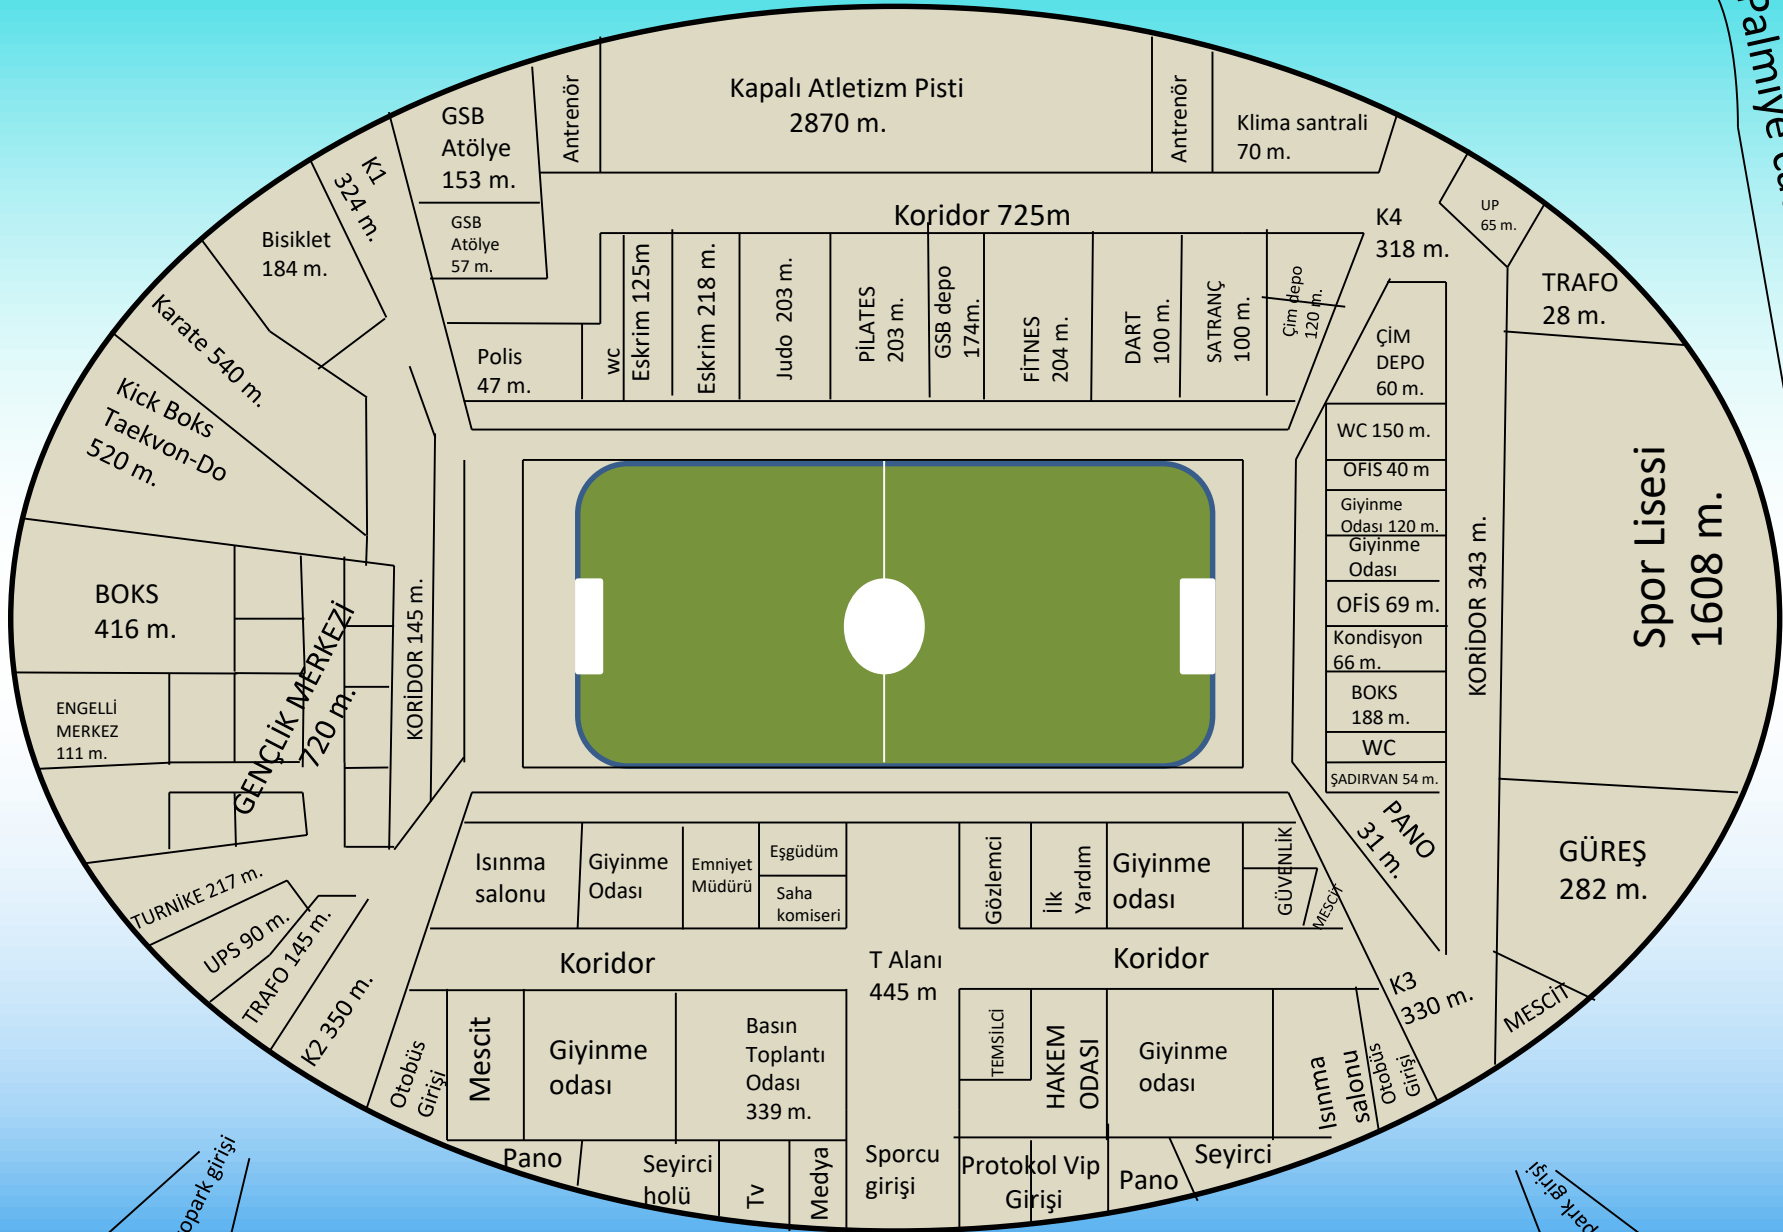 Palmiye
GSB
Atölye
153 m.
Antrenör
Kapalı Atletizm Pisti
2870 m.
Antrenör
Klima santrali
70 m.
K1
324 m.
GSB
Atölye
57 m.
Koridor 725m
K4
318 m.
UP
65 m.
Bisiklet
184 m.
TRAFO
28 m.
Karate 540 m.
Polis
47 m.
wc
Eskrim 125m
Eskrim 218 m.
Judo 203 m.
PİLATES
203 m.
GSB depo
174m.
FİTNES
204 m.
DART
100 m.
SATRANÇ
100 m.
Çim depo
120 m.
ÇİM
DEPO
60 m.
Kick Boks
Taekvon-Do
520 m.
WC 150 m.
OFİS 40 m
Giyinme
Odası 120 m.
Giyinme
Odası
OFİS 69 m.
Kondisyon
66 m.
BOKS
188 m.
WC
ŞADIRVAN 54 m.
PANO
31 m.
KORİDOR 343 m.
Spor Lisesi
1608 m.
BOKS
416 m.
GENÇLİK MERKEZİ
720 m.
KORİDOR 145 m.
ENGELLİ
MERKEZ
111 m.
GÜREŞ
282 m.
TURNİKE 217 m.
UPS 90 m.
TRAFO 145 m.
K2 350 m.
Isınma
salonu
Giyinme
Odası
Emniyet
Müdürü
Eşgüdüm
Saha
komiseri
Gözlemci
İlk
Yardım
Giyinme
odası
GÜVENLİK
MESCİT
Koridor
T Alanı
445 m
Koridor
K3
330 m.
MESCİT
Otobüs
Girişi
Mescit
Giyinme
odası
Basın
Toplantı
Odası
339 m.
TEMSİLCİ
HAKEM
ODASI
Giyinme
odası
Isınma
salonu
Otobüs
Girişi
Pano
Seyirci
holü
Tv
Medya
Sporcu
girişi
Protokol Vip
Girişi
Pano
Seyirci
opark girişi
park girişi